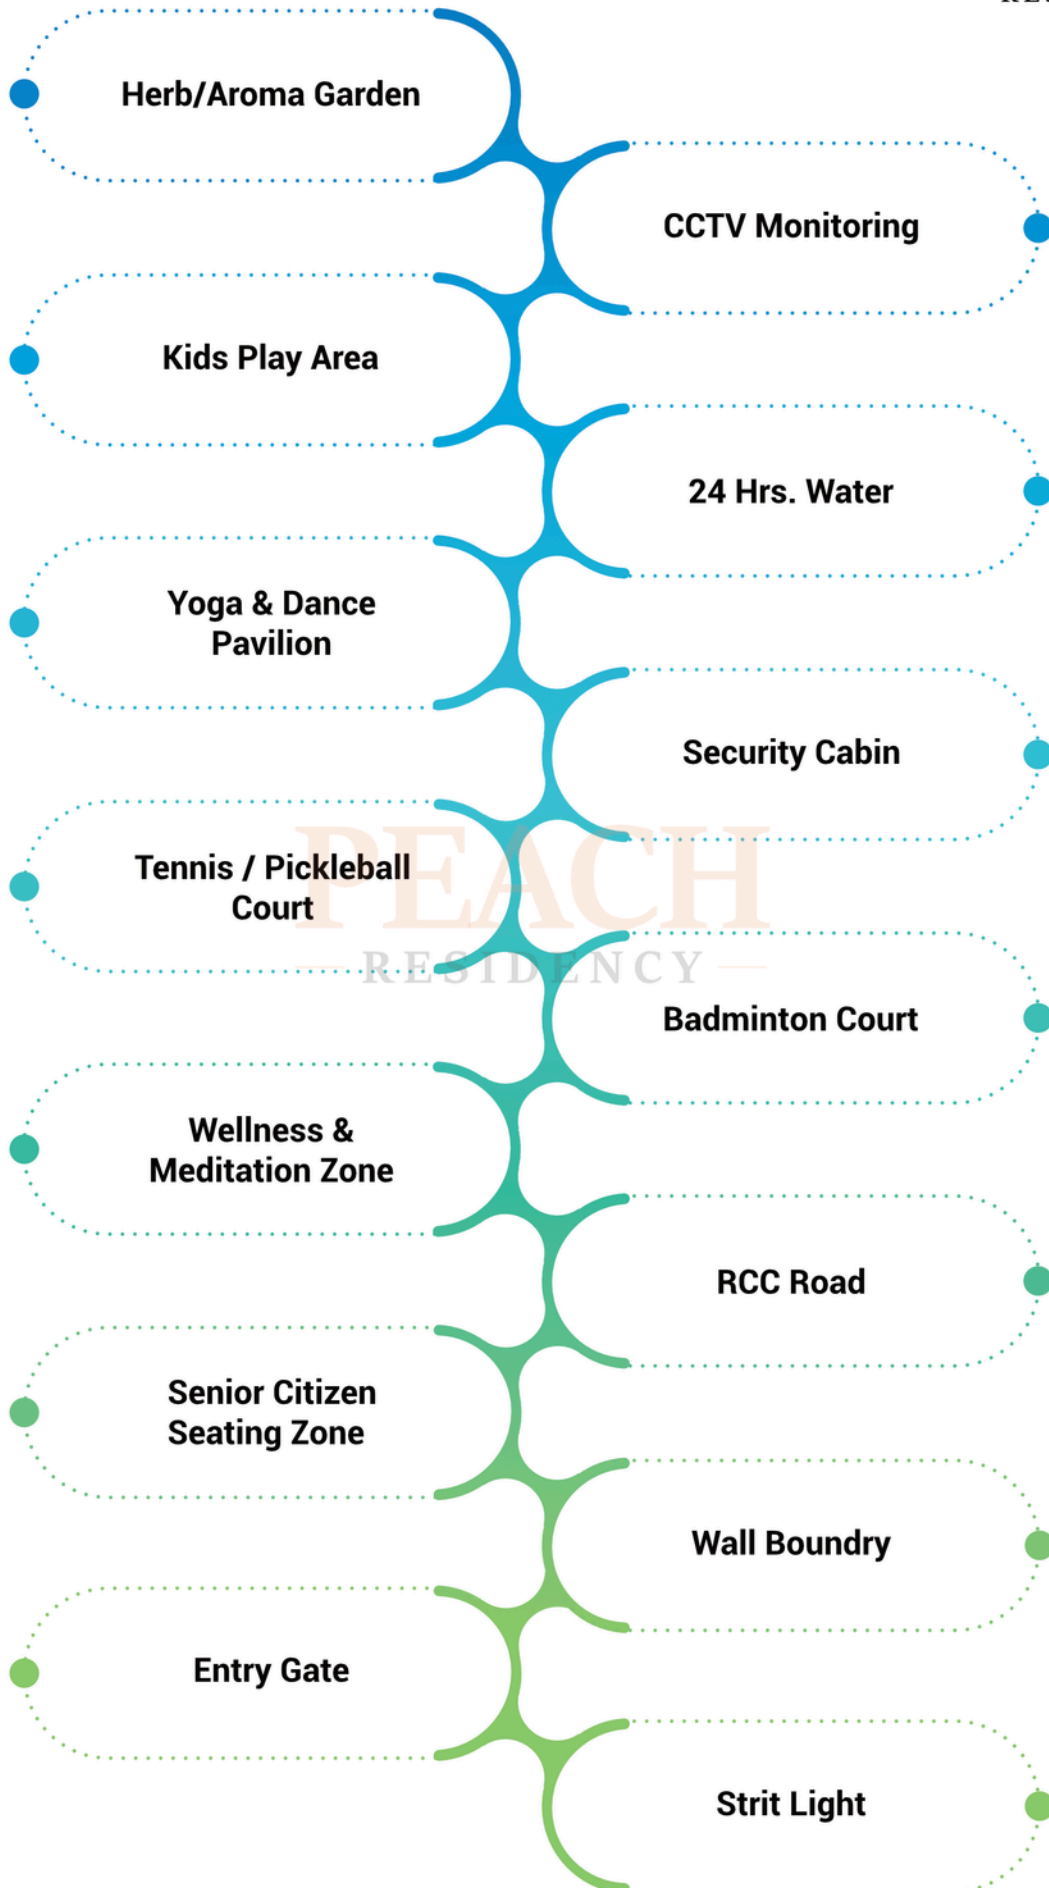 Herb/Aroma Garden
CCTV Monitoring
Kids Play Area
24 Hrs. Water
Yoga & Dance
Pavilion
Security Cabin
Tennis / Pickleball
Court
PEACH
RESIDENCY
Badminton Court
Wellness &
Meditation Zone
RCC Road
Senior Citizen
Seating Zone
Wall Boundry
Entry Gate
Strit Light